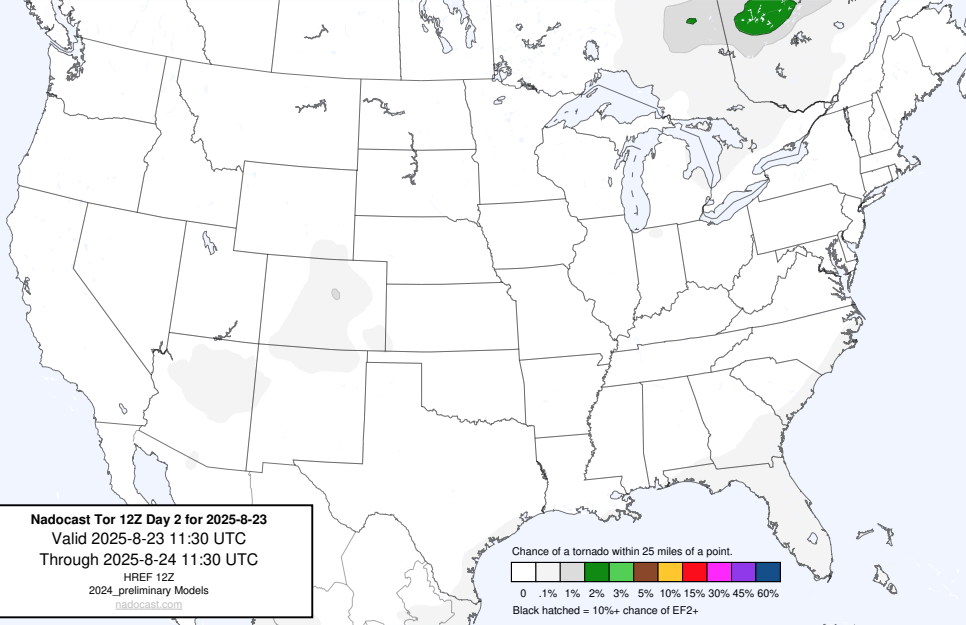 Nadocast Tor 12Z Day 2 for 2025-8-23
Valid 2025-8-23 11:30 UTC
Through 2025-8-24 11:30 UTC
HREF 12Z
2024_preliminary Models
nadocast.com
Chance of a tornado within 25 miles of a point.
0 .1% 1% 2% 3% 5% 10% 15% 30% 45% 60%
Black hatched = 10%+ chance of EF2+